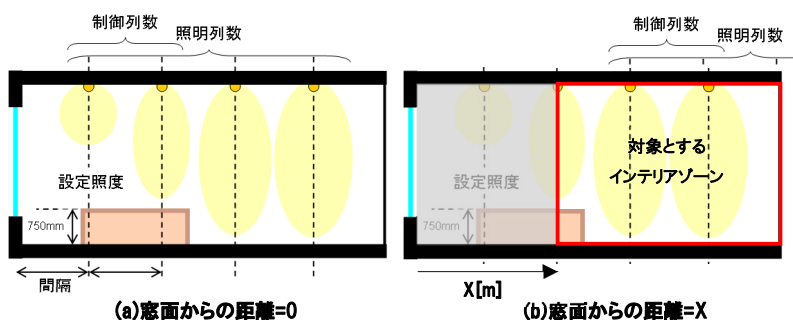 制御列数
照明列数
設定照度
750mm
間隔
(a)窓面からの距離=0
制御列数
照明列数
対象とする
インテリアゾーン
設定照度
750mm
X[m]
(b)窓面からの距離=X